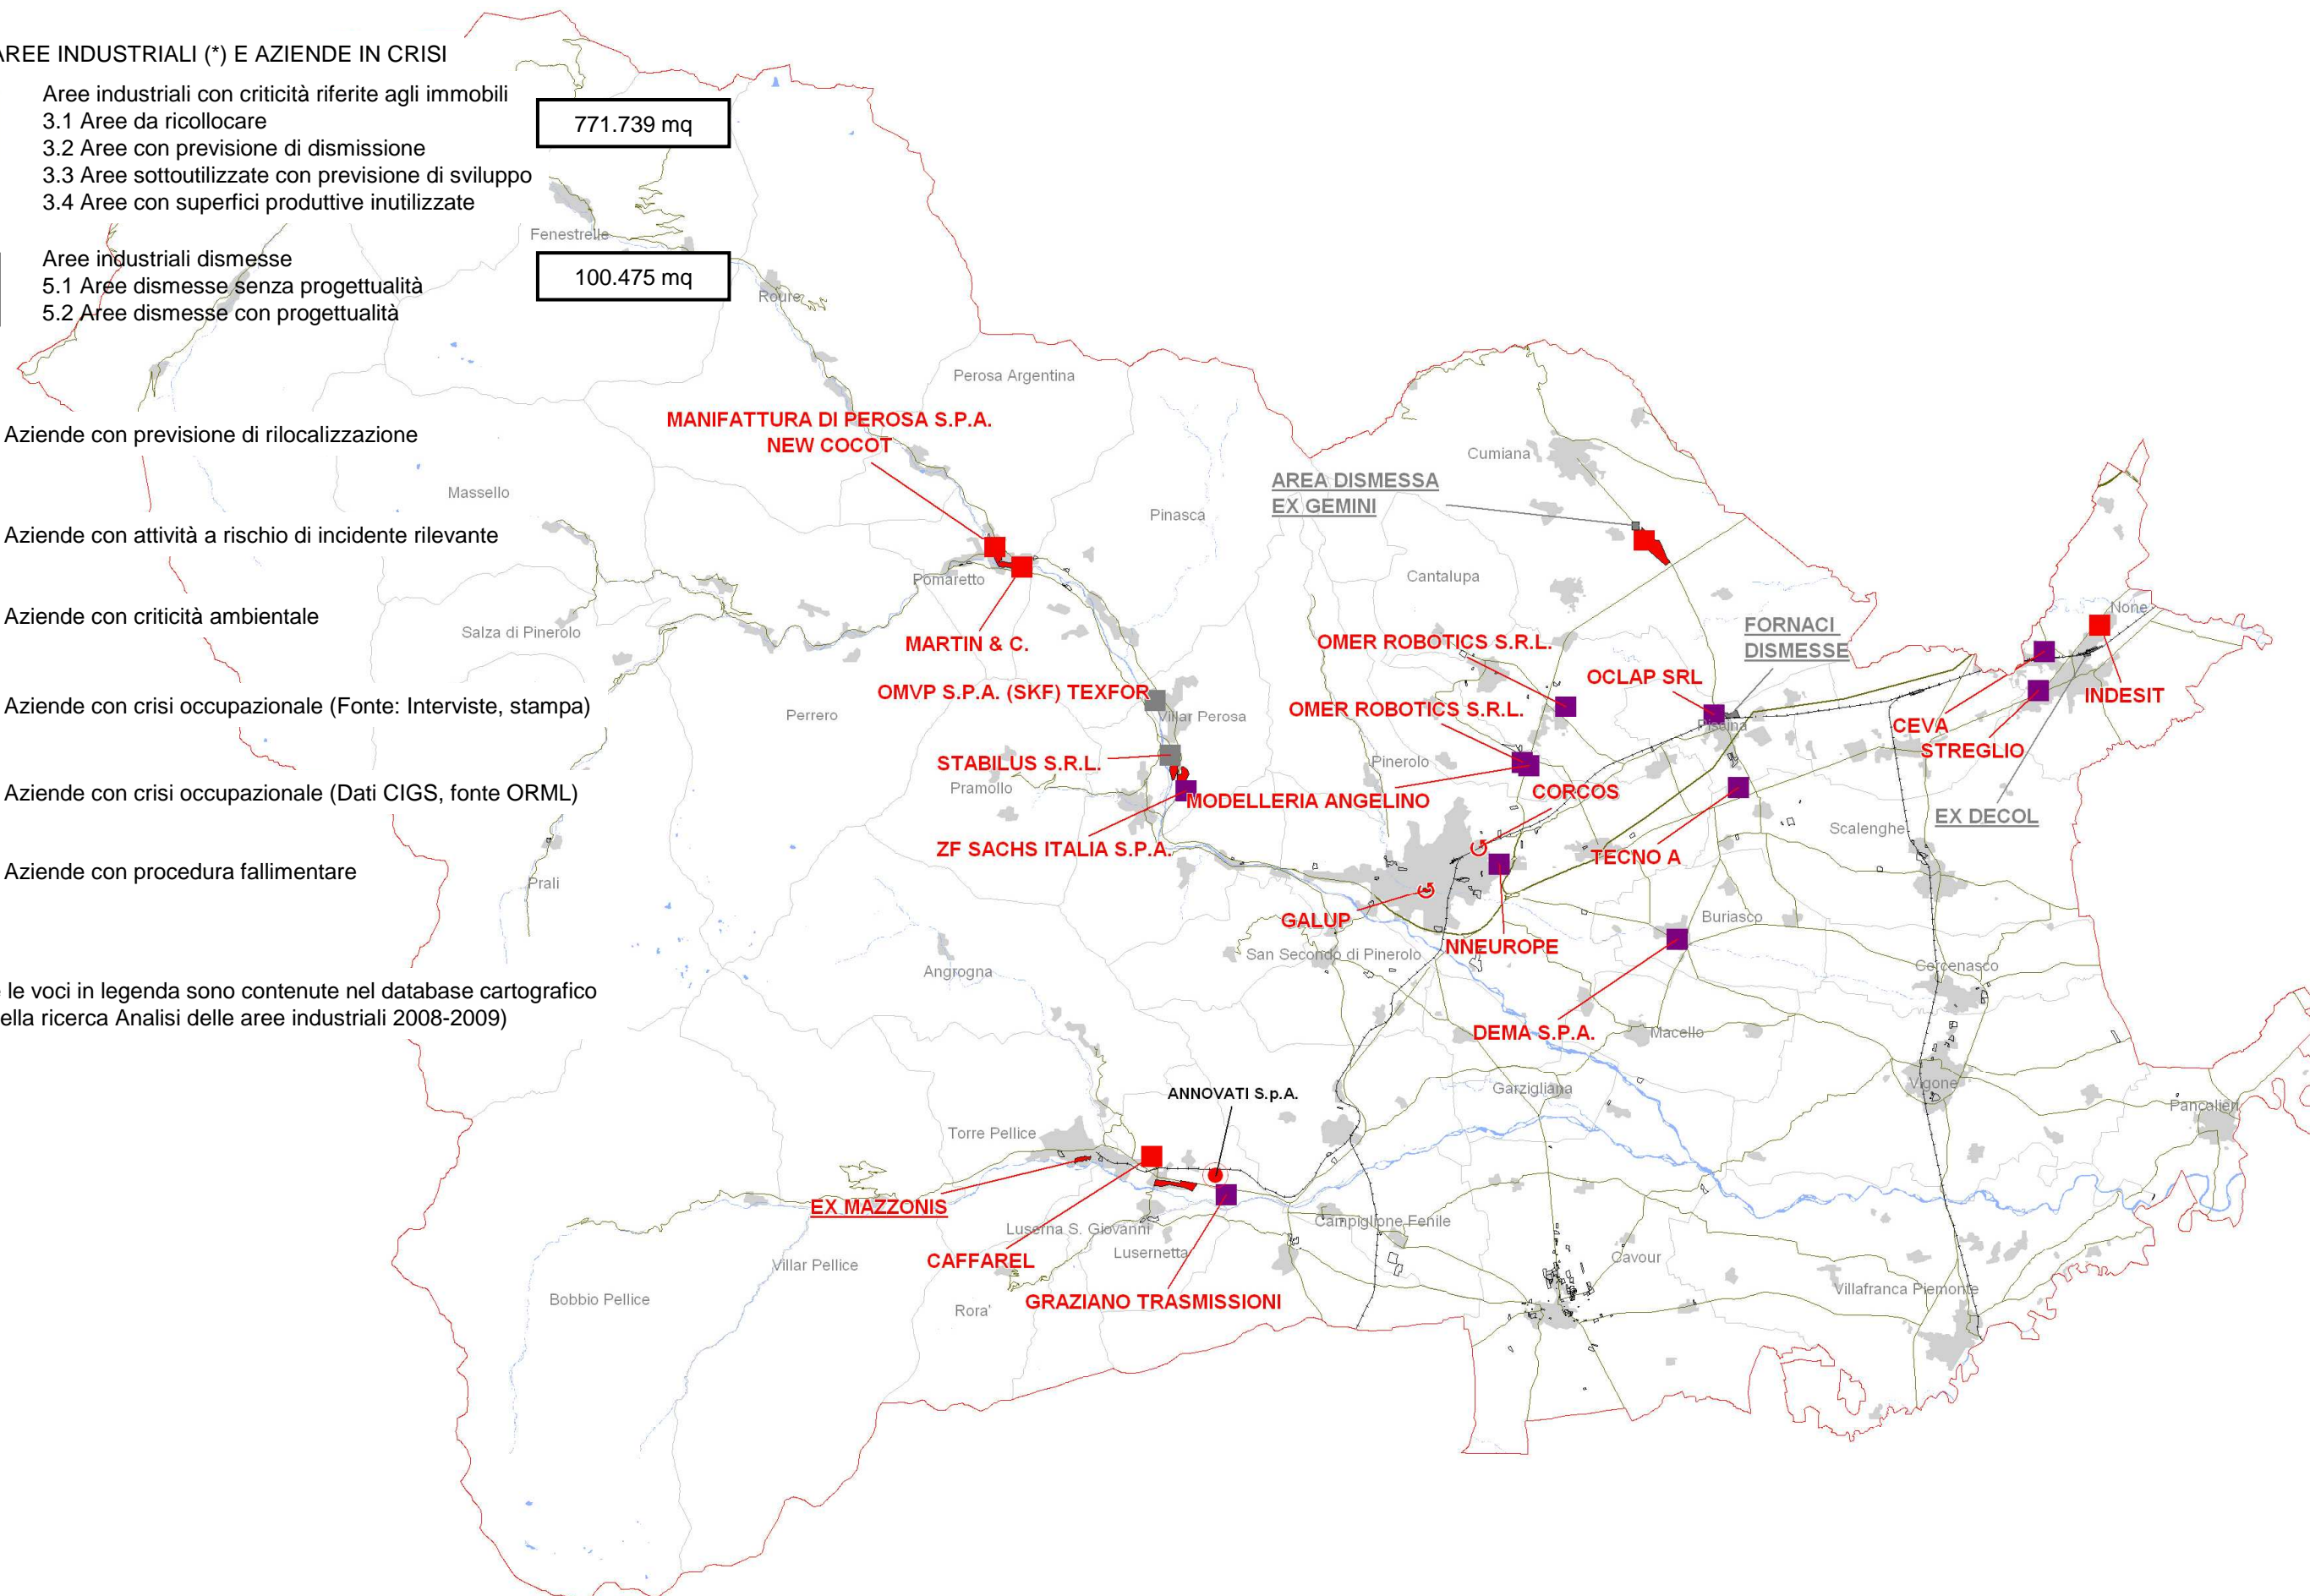 AREE INDUSTRIALI (*) E AZIENDE IN CRISI
Aree industriali con criticità riferite agli immobili
3.1 Aree da ricollocare
3.2 Aree con previsione di dismissione
3.3 Aree sottoutilizzate con previsione di sviluppo
3.4 Aree con superfici produttive inutilizzate
771.739 mq
Aree industriali dismesse
5.1 Aree dismesse senza progettualità
5.2 Aree dismesse con progettualità
100.475 mq
Aziende con previsione di rilocalizzazione
Aziende con attività a rischio di incidente rilevante
Aziende con criticità ambientale
Aziende con crisi occupazionale (Fonte: Interviste, stampa)
Aziende con crisi occupazionale (Dati CIGS, fonte ORML)
Aziende con procedura fallimentare
le voci in legenda sono contenute nel database cartografico
ella ricerca Analisi delle aree industriali 2008-2009)
Fenestrelle
Roure
Perosa Argentina
MANIFATTURA DI PEROSA S.P.A.
NEW COCOT
Massello
Pinasca
Cumiana
AREA DISMESSA
EX GEMINI
Pomaretto
Cantalupa
Salza di Pinerolo
MARTIN & C.
OMER ROBOTICS S.R.L.
FORNACI
DISMESSE
None
OCLAP SRL
INDESIT
OMVP S.P.A. (SKF) TEXFOR
Perrero
Villar Perosa
OMER ROBOTICS S.R.L.
Piscina
CEVA
STREGLIO
STABILUS S.R.L.
Pinerolo
Pramollo
MODELLERIA ANGELINO
CORCOS
EX DECOL
Scalenghe
ZF SACHS ITALIA S.P.A.
TECNO A
Prali
GALUP
Buriasco
NNEUROPE
San Secondo di Pinerolo
Angrogna
Cercenasco
DEMA S.P.A.
Macello
Garzigliana
Vigone
ANNOVATI S.p.A.
Pancalieri
Torre Pellice
EX MAZZONIS
Luserna S. Giovanni
Campiglione Fenile
Lusernetta
Cavour
CAFFAREL
Villar Pellice
Villafranca Piemonte
Bobbio Pellice
GRAZIANO TRASMISSIONI
Rora'